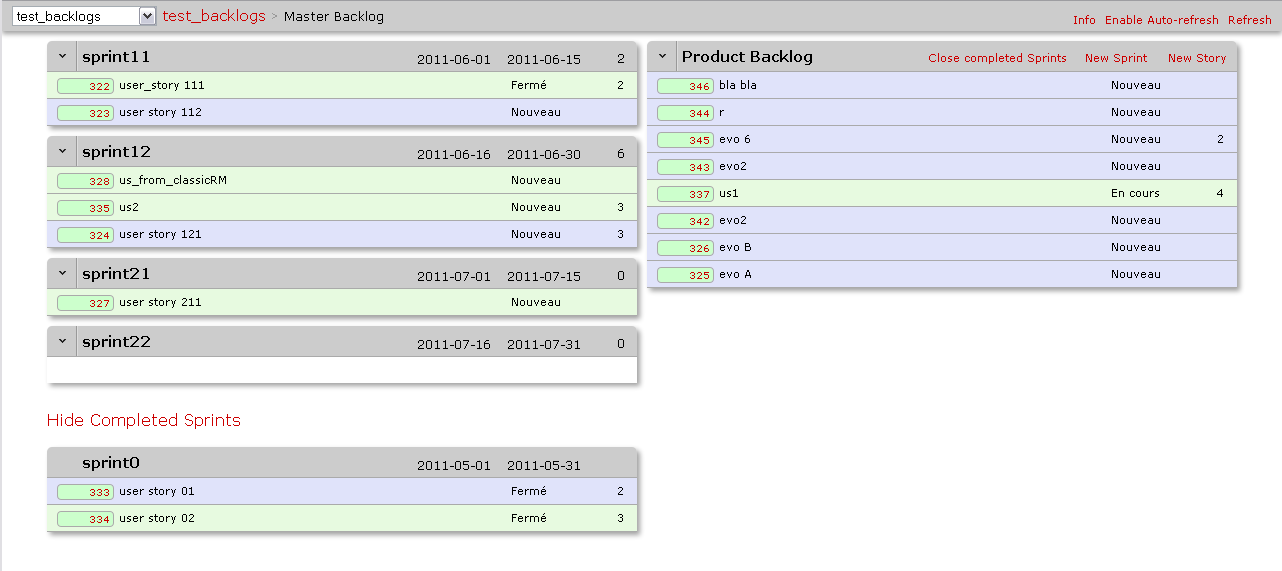 test_backlogs test_backlogs > Master Backlog
Info Enable Auto-refresh Refresh
sprint11 2011-06-01 2011-06-15 2
322 user_story 111 Fermé 2
323 user story 112 Nouveau
sprint12 2011-06-16 2011-06-30 6
328 us_from_classicRM Nouveau
335 us2 Nouveau 3
324 user story 121 Nouveau 3
sprint21 2011-07-01 2011-07-15 0
327 user story 211 Nouveau
sprint22 2011-07-16 2011-07-31 0
Hide Completed Sprints
sprint0 2011-05-01 2011-05-31
333 user story 01 Fermé 2
334 user story 02 Fermé 3
Product Backlog Close completed Sprints New Sprint New Story
346 bla bla Nouveau
344 r Nouveau
345 evo 6 Nouveau 2
343 evo2 Nouveau
337 us1 En cours 4
342 evo2 Nouveau
326 evo B Nouveau
325 evo A Nouveau